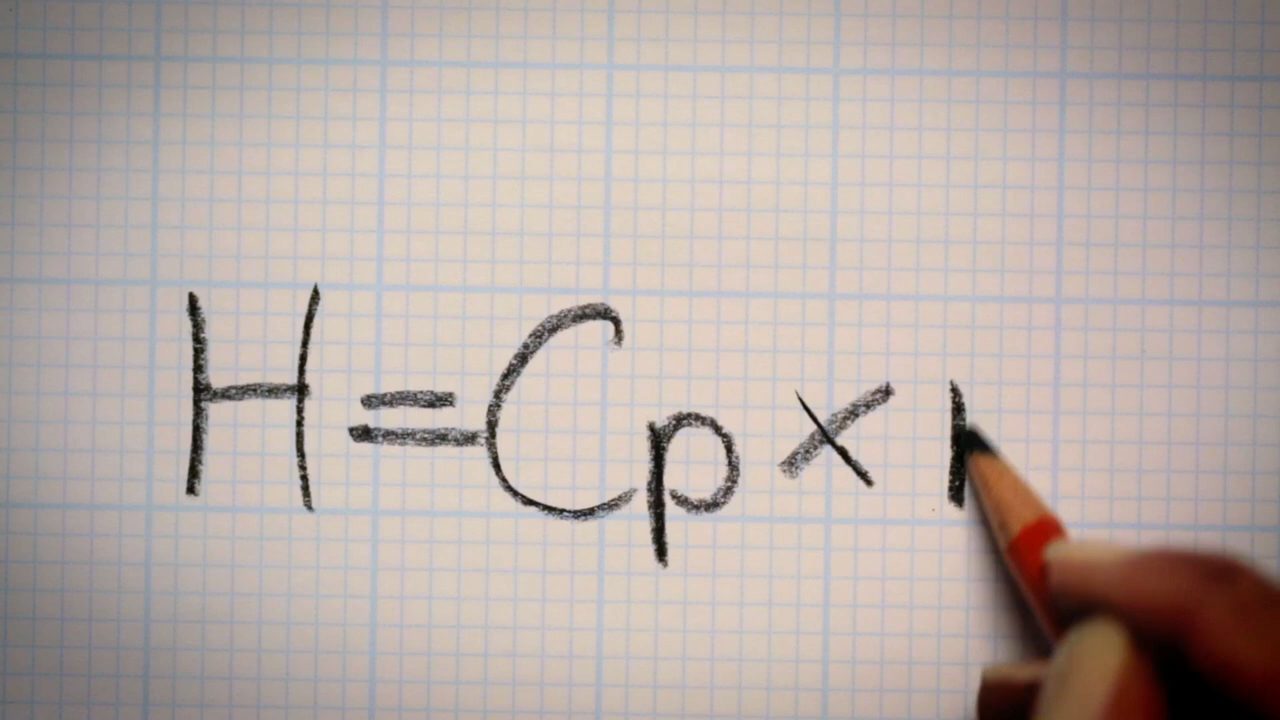 H = Cp ×